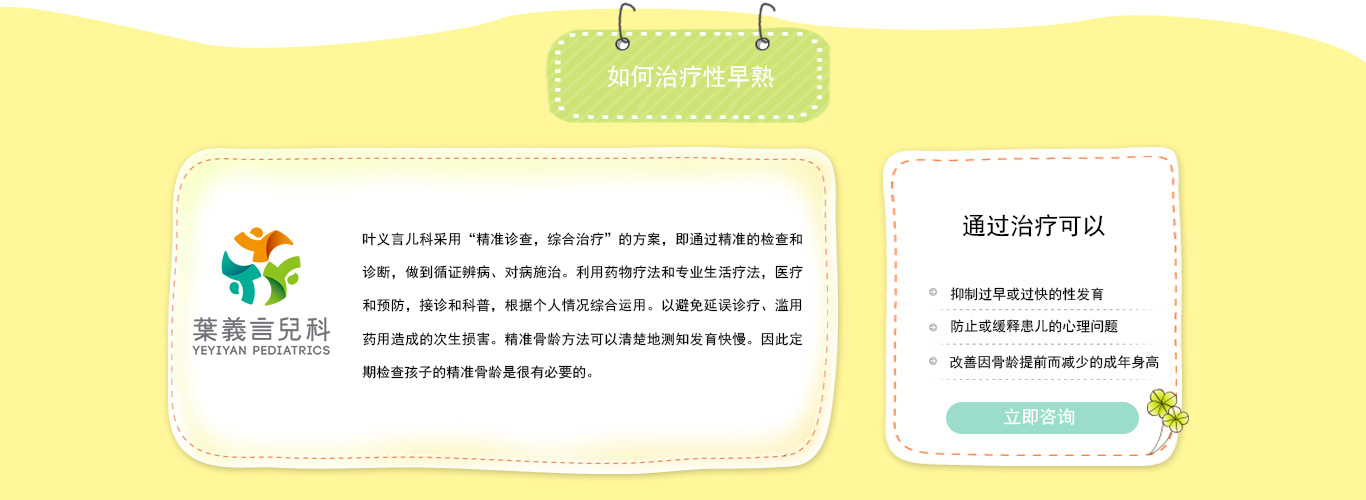 如何治疗性早熟
葉義言兒科
YEYIYAN PEDIATRICS
叶义言儿科采用“精准诊查，综合治疗”的方案，即通过精准的检查和
诊断，做到循证辨病、对病施治。利用药物疗法和专业生活疗法，医疗
和预防，接诊和科普，根据个人情况综合运用。以避免延误诊疗、滥用
药用造成的次生损害。精准骨龄方法可以清楚地测知发育快慢。因此定
期检查孩子的精准骨龄是很有必要的。
通过治疗可以
抑制过早或过快的性发育
防止或缓释患儿的心理问题
改善因骨龄提前而减少的成年身高
立即咨询